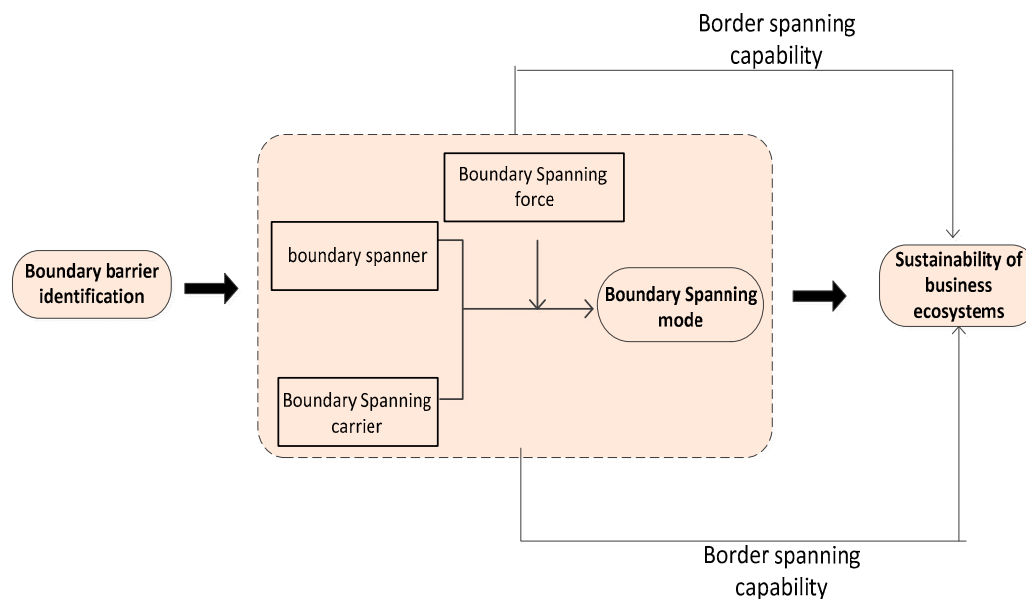 Border spanning
capability
Boundary Spanning
force
boundary spanner
Boundary barrier
identification
Boundary Spanning
mode
Sustainability of
business
ecosystems
Boundary Spanning
carrier
Border spanning
capability